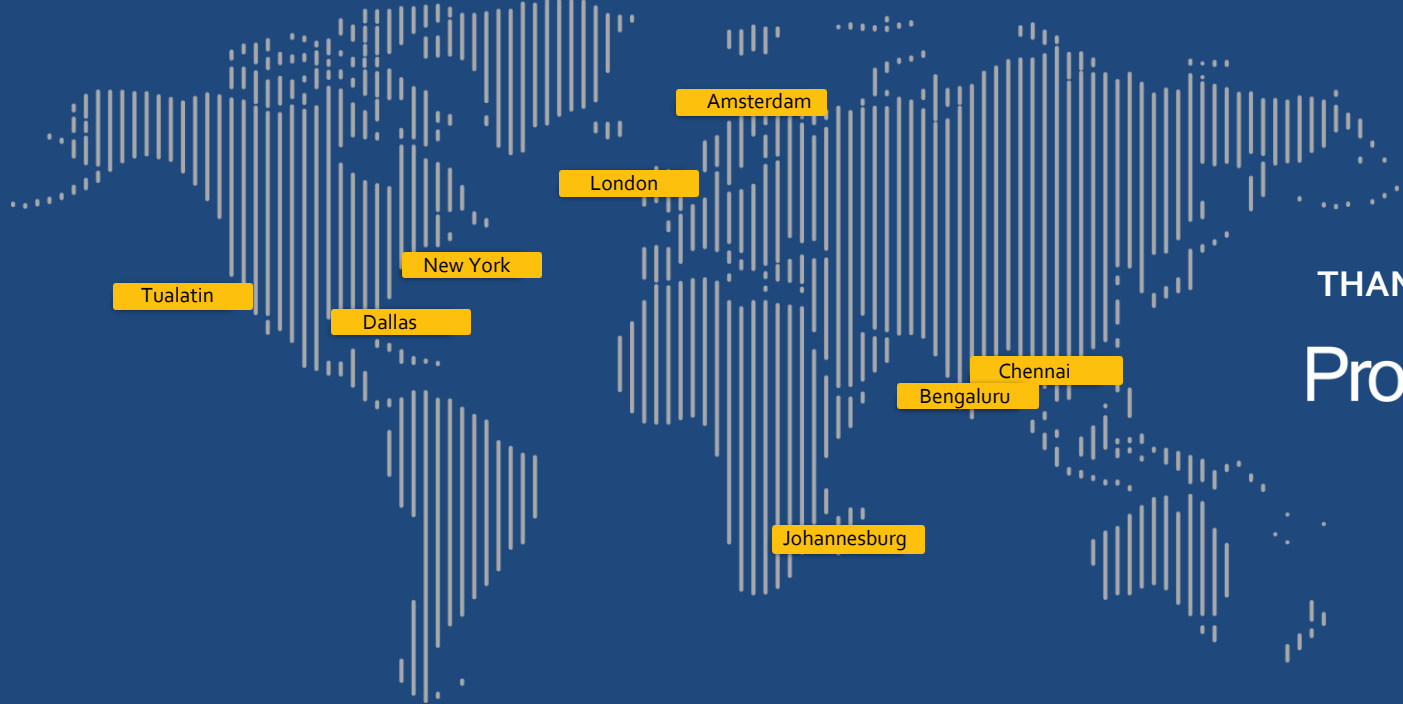 Amsterdam
London
New York
Tualatin
Dallas
Chennai
Bengaluru
Johannesburg
THAN
Pro